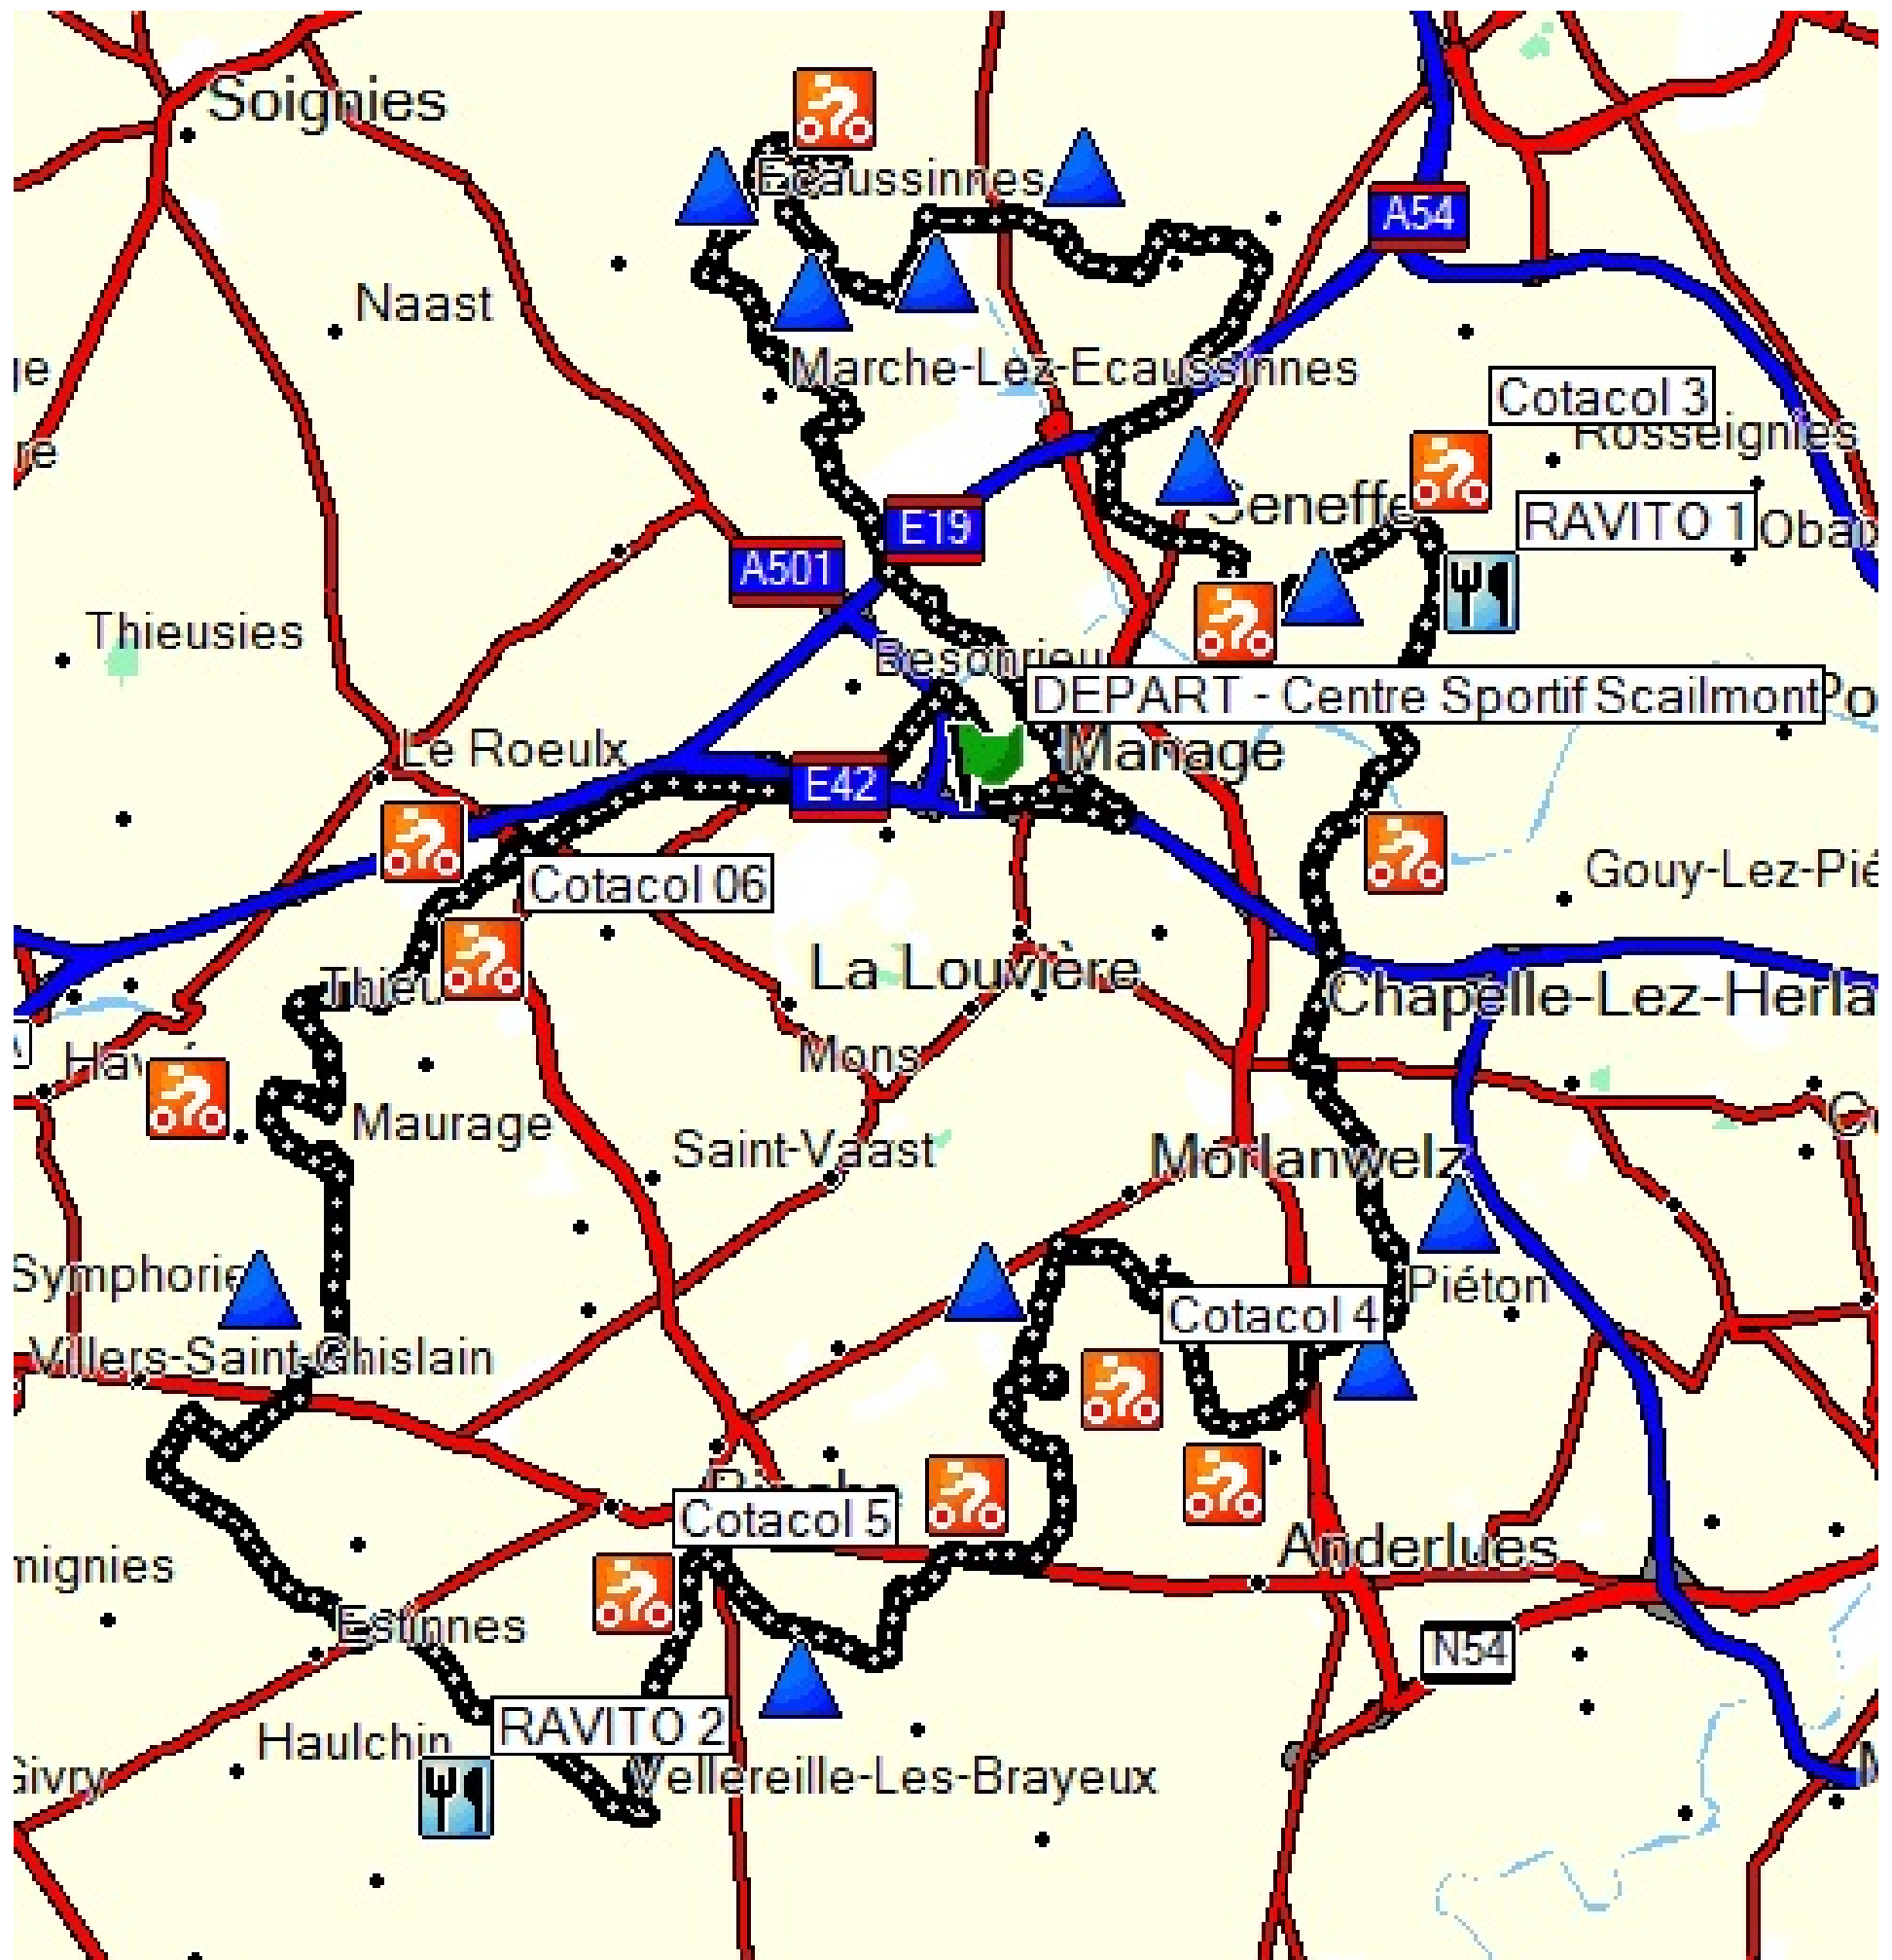 Soignies
Ecaussinnes
A54
Naast
Marche-Lez-Ecaussinnes
Cotacol 3
Rosseignies
Seneffe
RAVITO 1
E19
A501
Thieusies
Besonrieu
DEPART - Centre Sportif Scailmont
Le Roeulx
Manage
E42
Cotacol 06
Gouy-Lez-Pié
La Louvière
Thieu
Chapelle-Lez-Herla
Mons
Maurage
Saint-Vaast
Morlanwelz
Symphorie
Piéton
Cotacol 4
Villers-Saint-Ghislain
Cotacol 5
Anderlues
mignies
Estinnes
N54
RAVITO 2
Haulchin
Givry
Vellereille-Les-Brayeux